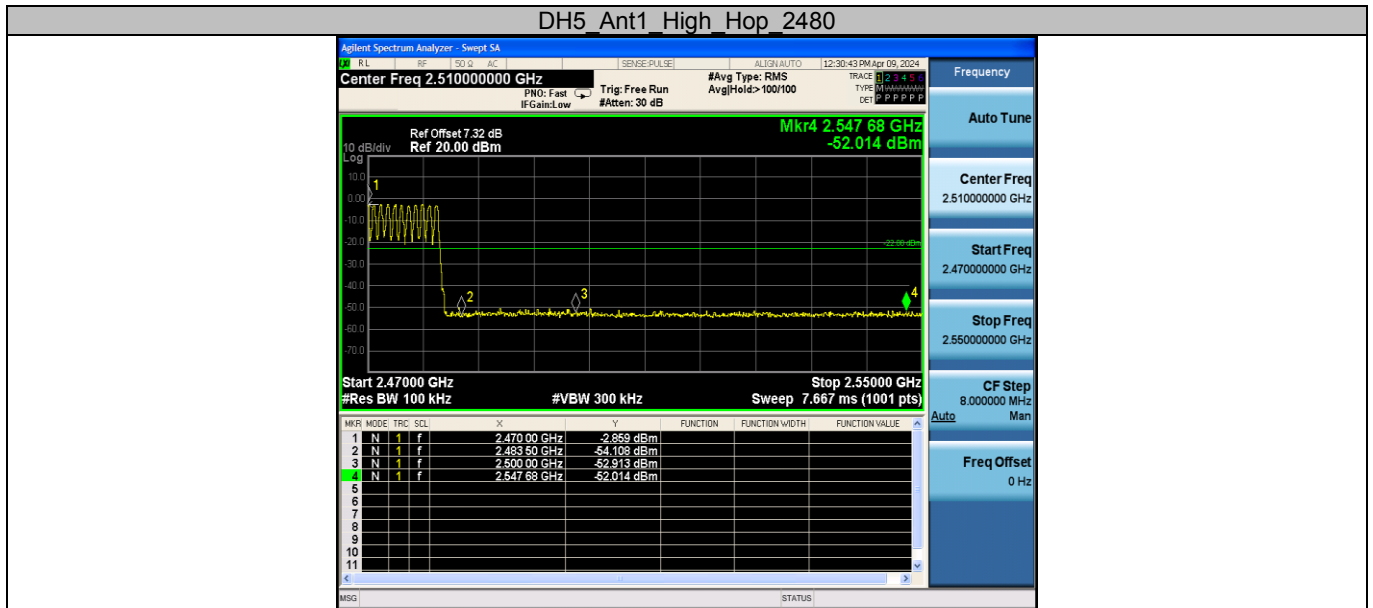 DH5_Ant1_High_Hop_2480
Agilent Spectrum Analyzer - Swept SA
RL RF 50 Ω AC SENSE:PULSE ALIGN AUTO 12:30:43 PM Apr 09, 2024
Center Freq 2.510000000 GHz
PNO: Fast
IFGain:Low
Trig: Free Run
#Atten: 30 dB
#Avg Type: RMS
Avg|Hold:> 100/100
TRACE 1 2 3 4 5 6
TYPE M
DET P P P P P P
Frequency
Mkr4 2.547 68 GHz
-52.014 dBm
Ref Offset 7.32 dB
10 dB/div Ref 20.00 dBm
Log
10.0
0.00
-10.0
-20.0
-30.0
-40.0
-50.0
-60.0
-70.0
1
2
3
4
Start 2.47000 GHz Stop 2.55000 GHz
#Res BW 100 kHz #VBW 300 kHz Sweep 7.667 ms (1001 pts)
MKR MODE TRC SCL X Y FUNCTION FUNCTION WIDTH FUNCTION VALUE
1 N 1 f 2.470 00 GHz -2.859 dBm
2 N 1 f 2.483 50 GHz -54.108 dBm
3 N 1 f 2.500 00 GHz -52.913 dBm
4 N 1 f 2.547 68 GHz -52.014 dBm
5
6
7
8
9
10
11
Auto Tune
Center Freq
2.510000000 GHz
Start Freq
2.470000000 GHz
Stop Freq
2.550000000 GHz
CF Step
8.000000 MHz
Auto Man
Freq Offset
0 Hz
MSG STATUS